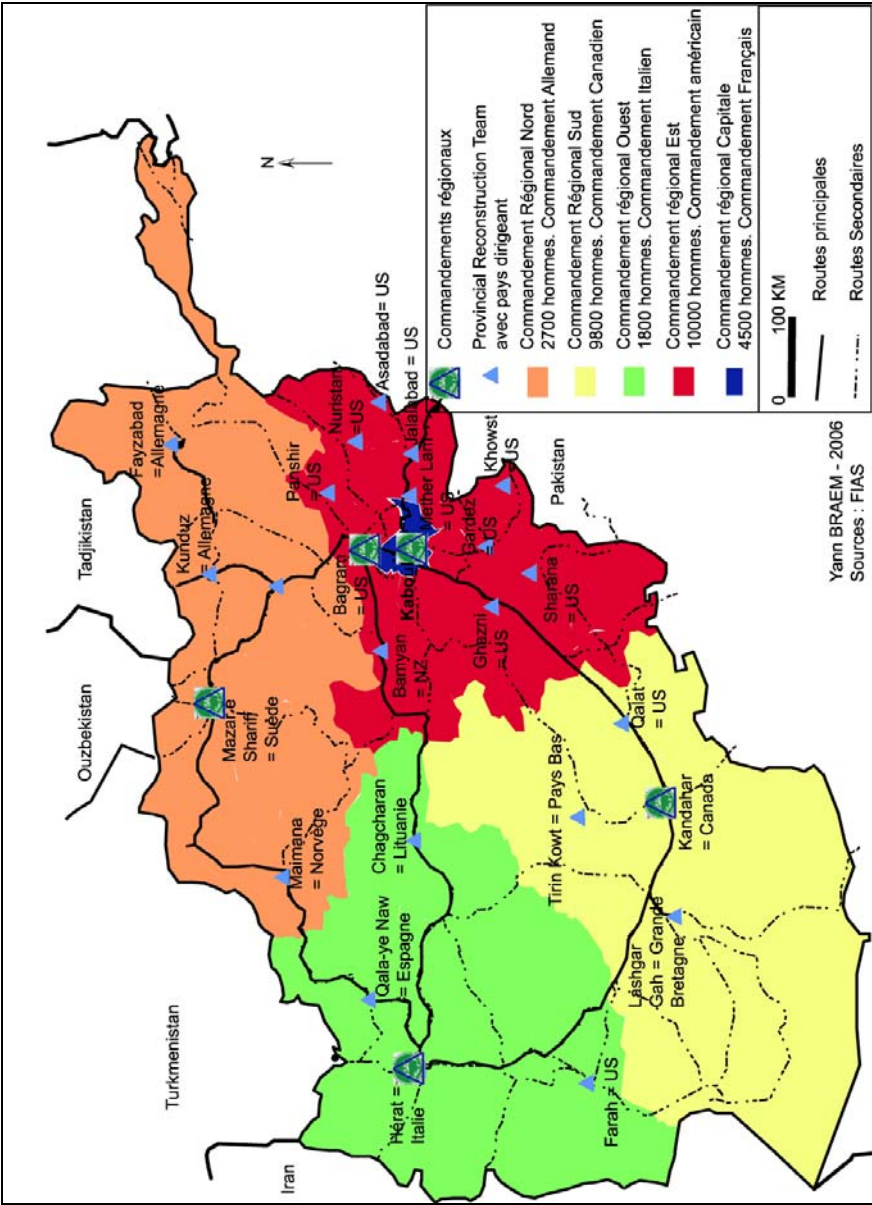 Tadjikistan
Ouzbekistan
Turkmenistan
Iran
Pakistan
N
Fayzabad
=Allemagne
Kunduz
= Allemagne
Mazar-e
Shariff
= Suède
Maimana
= Norvège
Qala-ye Naw
= Espagne
Chagcharan
= Lituanie
Hérat =
Italie
Farah = US
Panshir
= US
Nuristan
=US
Asadabad= US
Jalalabad = US
Mether Lam
= US
Bagram
= US
Kaboul
Bamyan
= NZ
Gardez
= US
Khowst
US
Ghazni
= US
Sharana
= US
Qalat
= US
Tirin Kowt = Pays Bas
Kandahar
= Canada
Lashgar
Gah = Grande
Bretagne
Commandements régionaux
Provincial Reconstruction Team
avec pays dirigeant
Commandement Régional Nord
2700 hommes. Commandement Allemand
Commandement Régional Sud
9800 hommes. Commandement Canadien
Commandement régional Ouest
1800 hommes. Commandement Italien
Commandement régional Est
10000 hommes. Commandement américain
Commandement régional Capitale
4500 hommes. Commandement Français
0 100 KM
Routes principales
Routes Secondaires
Yann BRAEM - 2006
Sources : FIAS